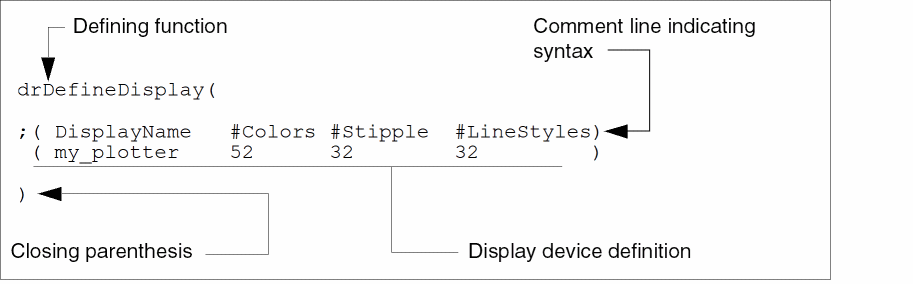 Defining function
Comment line indicating
syntax
drDefineDisplay(
;( DisplayName #Colors #Stipple #LineStyles)
( my_plotter 52 32 32 )
)
Closing parenthesis
Display device definition